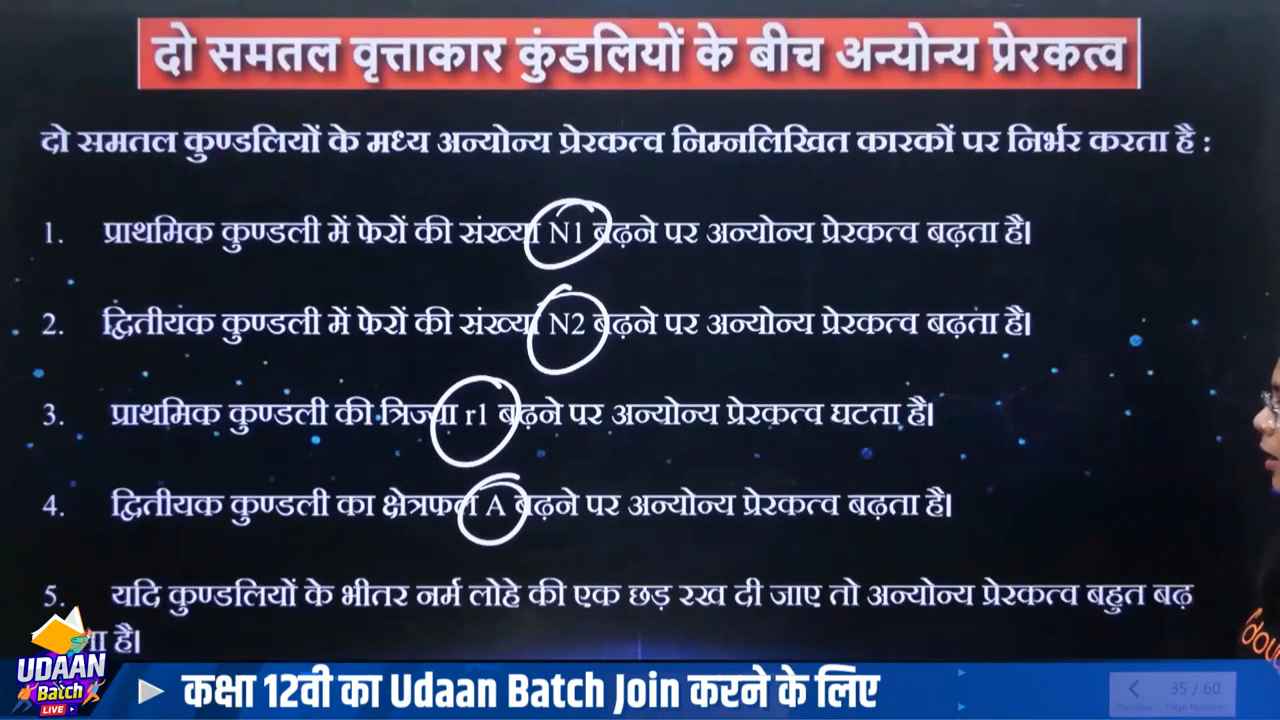 दो समतल वृत्ताकार कुंडलियों के बीच अन्योन्य प्रेरकत्व
दो समतल कुण्डलियों के मध्य अन्योन्य प्रेरकत्व निम्नलिखित कारकों पर निर्भर करता है :
1. प्राथमिक कुण्डली में फेरों की संख्या N1 बढ़ने पर अन्योन्य प्रेरकत्व बढ़ता है।
2. द्वितीयक कुण्डली में फेरों की संख्या N2 बढ़ने पर अन्योन्य प्रेरकत्व बढ़ता है।
3. प्राथमिक कुण्डली की त्रिज्या r1 बढ़ने पर अन्योन्य प्रेरकत्व घटता है।
4. द्वितीयक कुण्डली का क्षेत्रफल A बढ़ने पर अन्योन्य प्रेरकत्व बढ़ता है।
5. यदि कुण्डलियों के भीतर नर्म लोहे की एक छड़ रख दी जाए तो अन्योन्य प्रेरकत्व बहुत बढ़
है।
UDAAN
Batch
LIVE
कक्षा 12वी का Udaan Batch Join करने के लिए
35 / 60
Previous Page Number